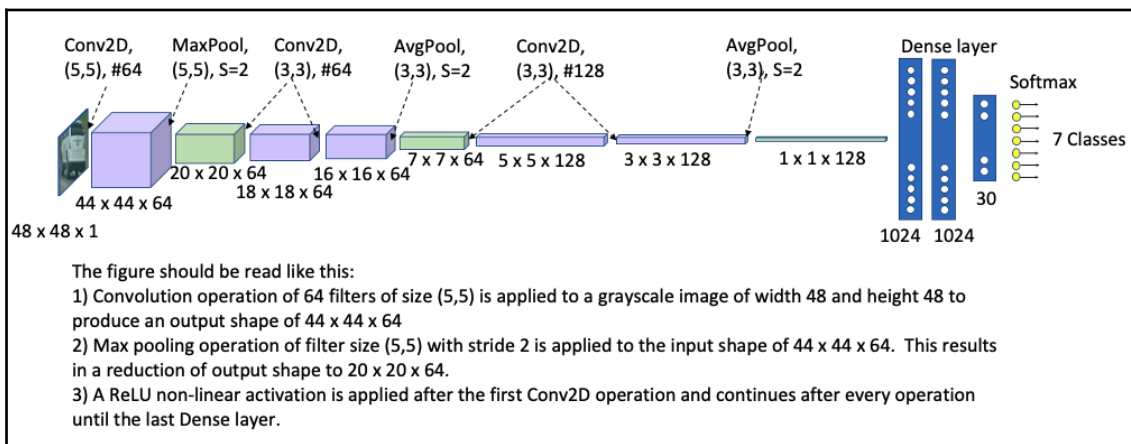 Conv2D,
(5,5), #64
MaxPool,
(5,5), S=2
Conv2D,
(3,3), #64
AvgPool,
(3,3), S=2
Conv2D,
(3,3), #128
AvgPool,
(3,3), S=2
Dense layer
Softmax
7 Classes
48 x 48 x 1
44 x 44 x 64
20 x 20 x 64
18 x 18 x 64
16 x 16 x 64
7 x 7 x 64
5 x 5 x 128
3 x 3 x 128
1 x 1 x 128
1024
1024
30
The figure should be read like this:
1) Convolution operation of 64 filters of size (5,5) is applied to a grayscale image of width 48 and height 48 to
produce an output shape of 44 x 44 x 64
2) Max pooling operation of filter size (5,5) with stride 2 is applied to the input shape of 44 x 44 x 64.  This results
in a reduction of output shape to 20 x 20 x 64.
3) A ReLU non-linear activation is applied after the first Conv2D operation and continues after every operation
until the last Dense layer.